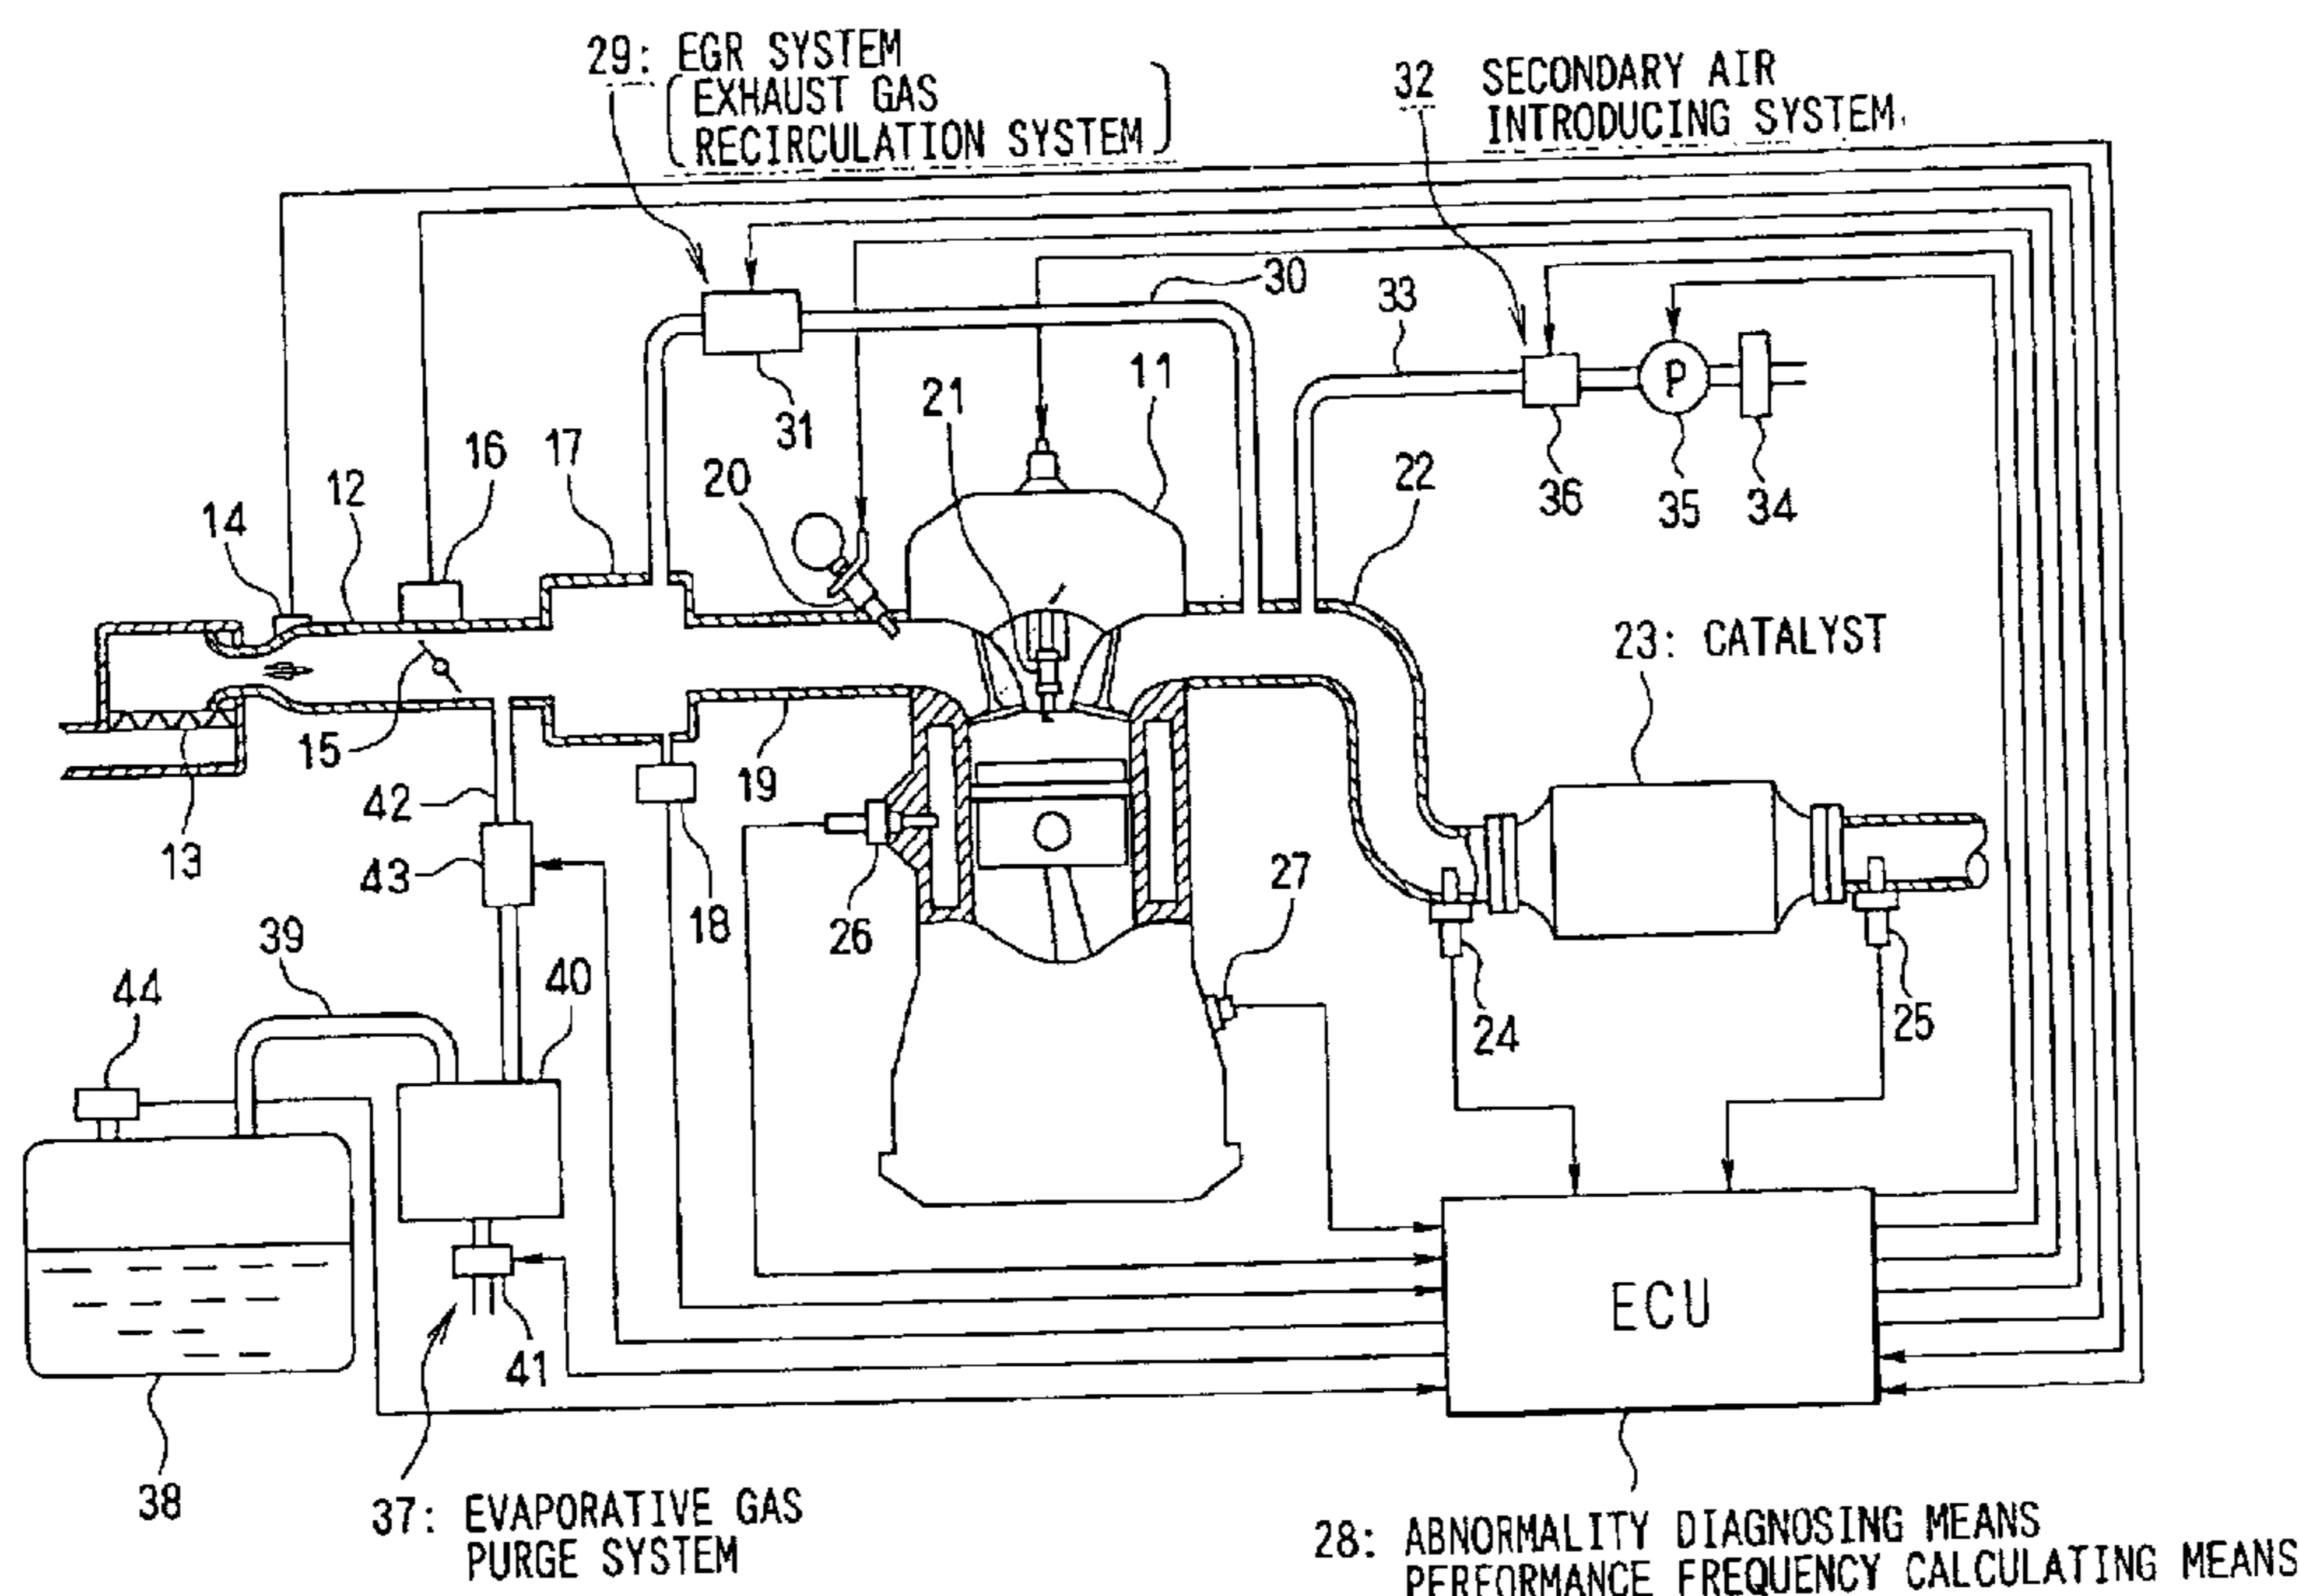 29: EGR SYSTEM
(EXHAUST GAS
RECIRCULATION SYSTEM)
32 SECONDARY AIR
INTRODUCING SYSTEM
30
33
11
21
31
16
17
20
12
14
22
36
35
34
P
23: CATALYST
15
19
42
13
43
18
26
27
39
40
44
24
25
ECU
41
38
37: EVAPORATIVE GAS
PURGE SYSTEM
28: ABNORMALITY DIAGNOSING MEANS
PERFORMANCE FREQUENCY CALCULATING MEANS